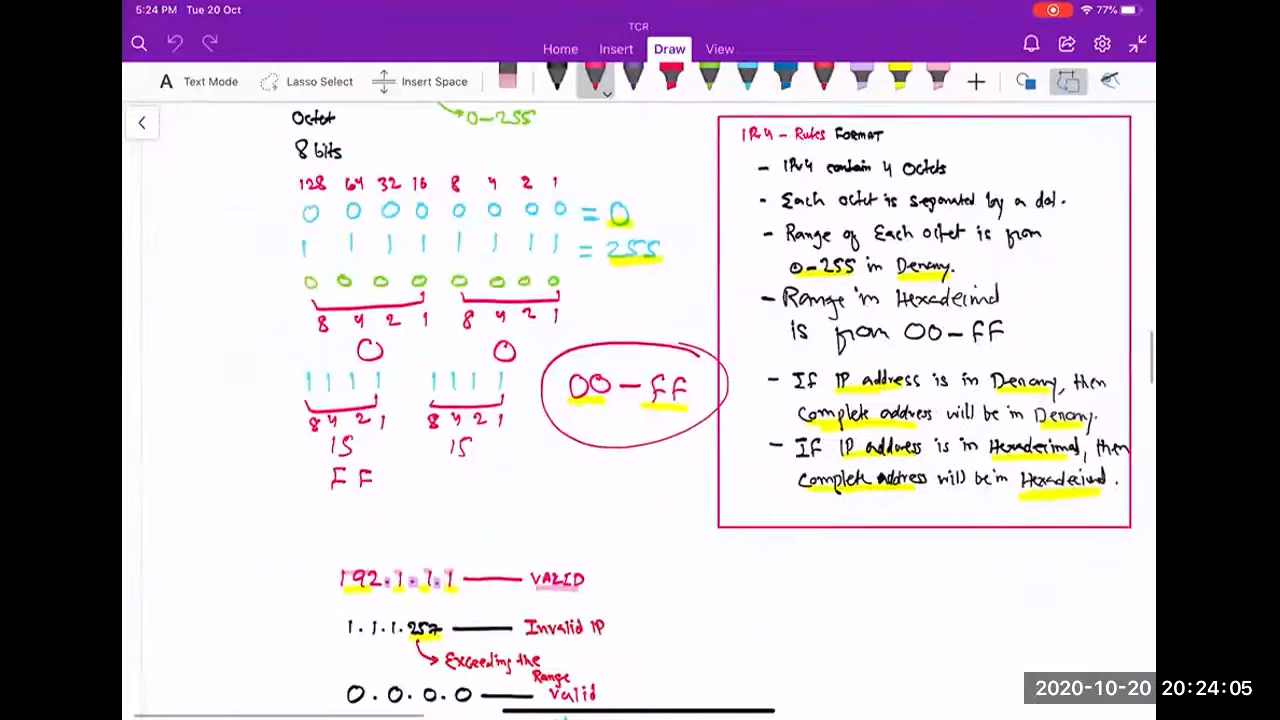 5:24 PM Tue 20 Oct
77%
TCR
Home Insert Draw View
Text Mode Lasso Select Insert Space
Octet
0-255
8 bits
128 64 32 16 8 4 2 1
0 0 0 0 0 0 0 0 = 0
1 1 1 1 1 1 1 1 = 255
0 0 0 0 0 0 0 0
8 4 2 1 8 4 2 1
0 0
1 1 1 1 1 1 1 1
8 4 2 1 8 4 2 1
15 15
FF
00 - FF
IPv4 - Rules FORMAT
- IPv4 contain 4 Octets
- Each octet is separated by a dot.
- Range of Each octet is from
0-255 in Denary.
- Range in Hexadecimal
is from 00-FF
- If IP address is in Denary, then
Complete address will be in Denary.
- If IP address is in Hexadecimal, then
Complete address will be in Hexadecimal.
192.1.1.1 — VALID
1.1.1.257 — Invalid IP
Exceeding the
Range
0.0.0.0 — Valid
2020-10-20 20:24:05